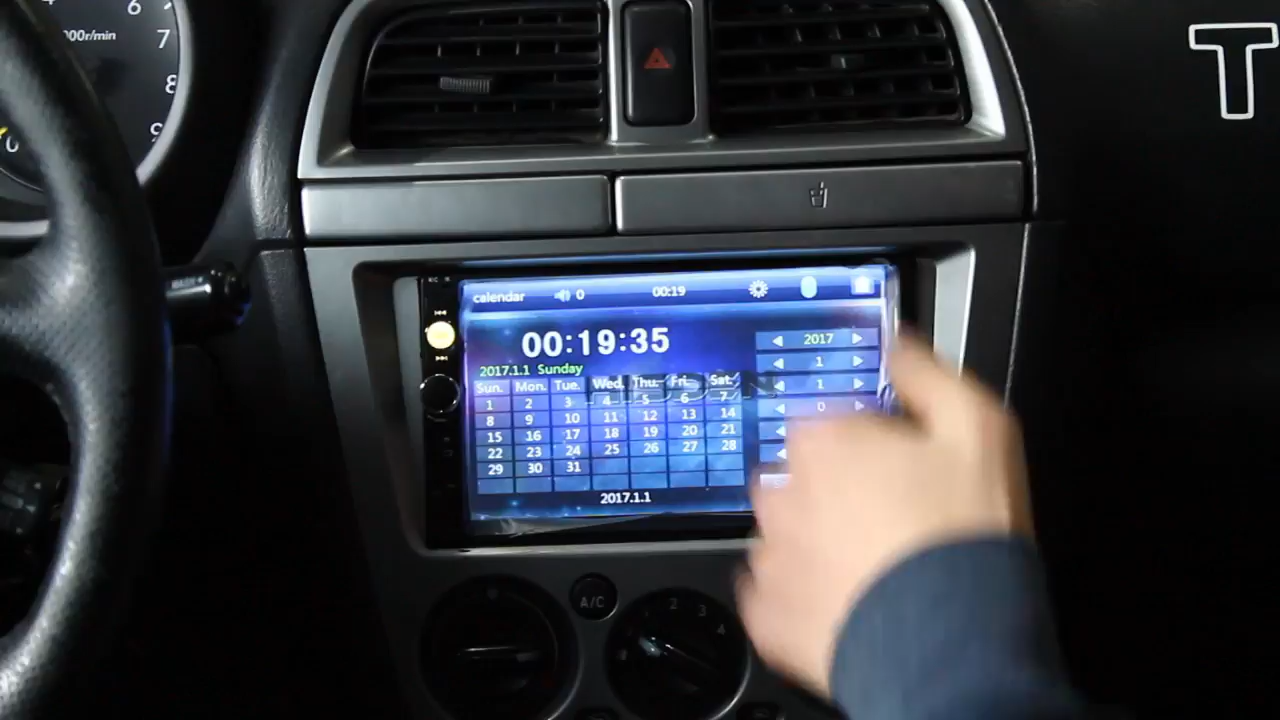 6
7
000r/min
8
9
T
calendar 0 00:19
00:19:35
2017
2017.1.1 Sunday
1
Sun. Mon. Tue. Wed. Thu. Fri. Sat.
1
1 2 3 4 5 6 7
0
8 9 10 11 12 13 14
15 16 17 18 19 20 21
22 23 24 25 26 27 28
29 30 31
2017.1.1
A/C
2 3
4